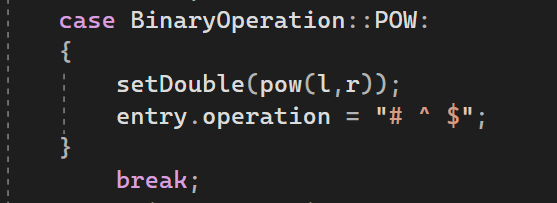 case BinaryOperation::POW:
{
setDouble(pow(l,r));
entry.operation = "# ^ $";
}
break;